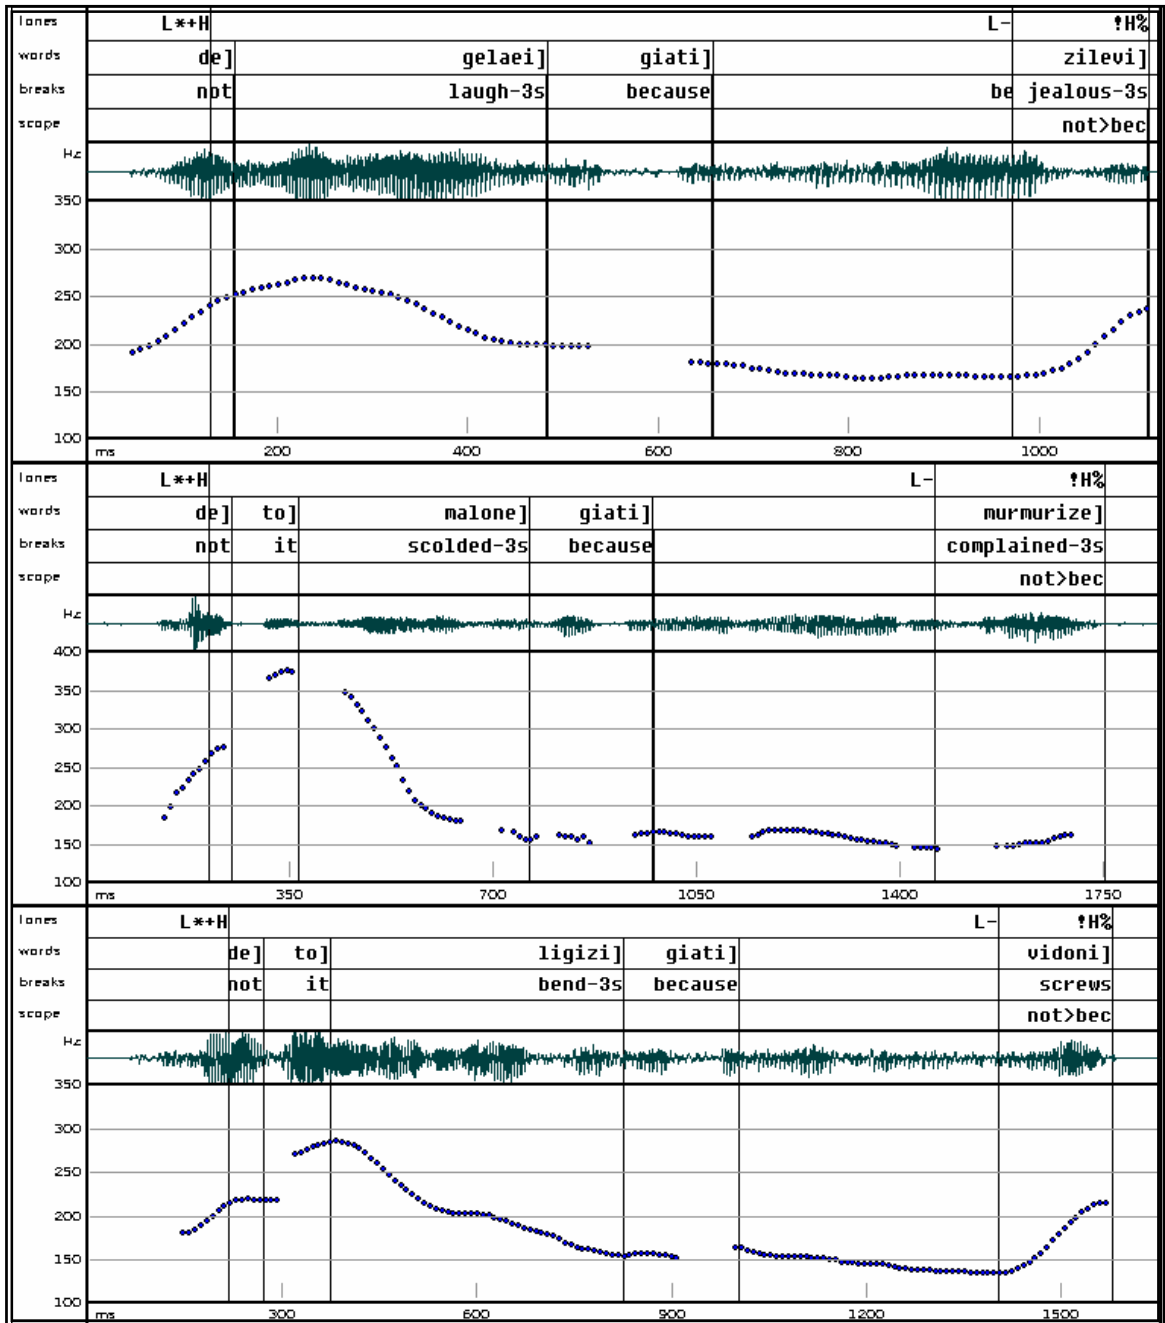 tones L*+H L- !H%
words de] gelaei] giati] zilevi]
breaks not laugh-3s because be jealous-3s
scope not>bec
Hz
350
300
250
200
150
100
ms 200 400 600 800 1000
tones L*+H L- !H%
words de] to] malone] giati] murmurize]
breaks not it scolded-3s because complained-3s
scope not>bec
Hz
400
350
300
250
200
150
100
ms 350 700 1050 1400 1750
tones L*+H L- !H%
words de] to] ligizi] giati] vidoni]
breaks not it bend-3s because screws
scope not>bec
Hz
350
300
250
200
150
100
ms 300 600 900 1200 1500